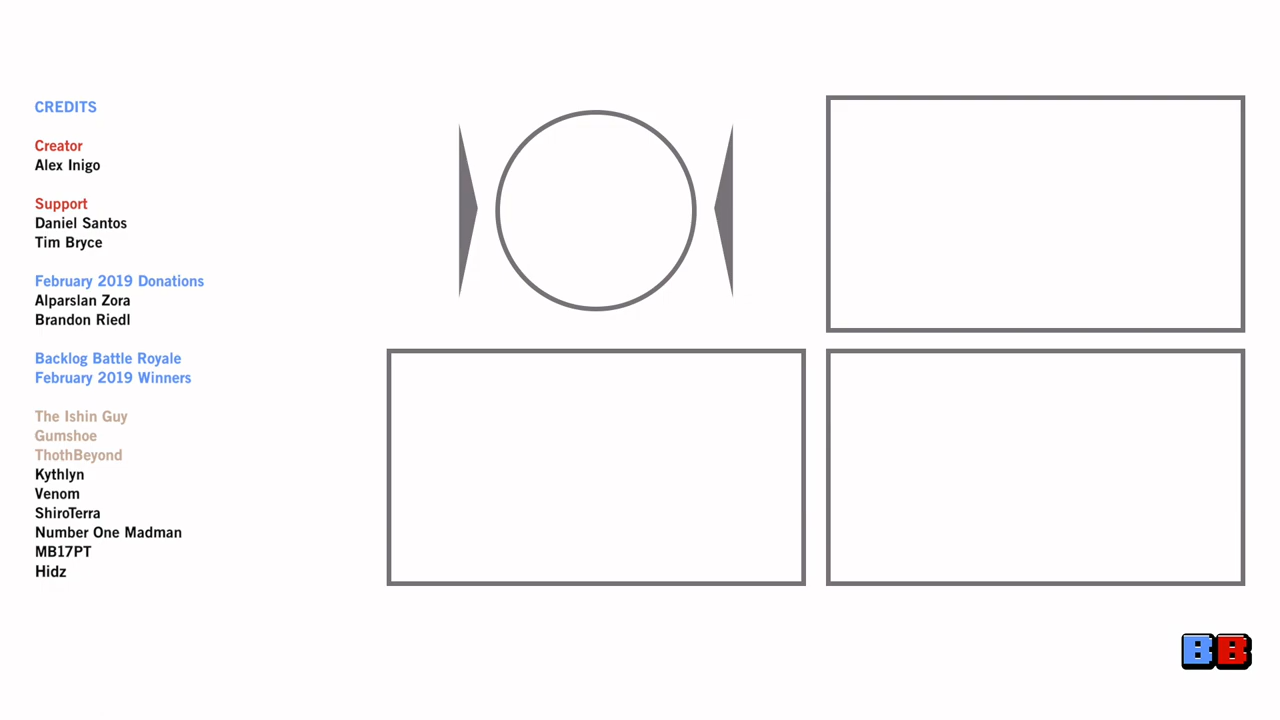 CREDITS
Creator
Alex Inigo
Support
Daniel Santos
Tim Bryce
February 2019 Donations
Alparslan Zora
Brandon Riedl
Backlog Battle Royale
February 2019 Winners
The Ishin Guy
Gumshoe
ThothBeyond
Kythlyn
Venom
ShiroTerra
Number One Madman
MB17PT
Hidz
BB